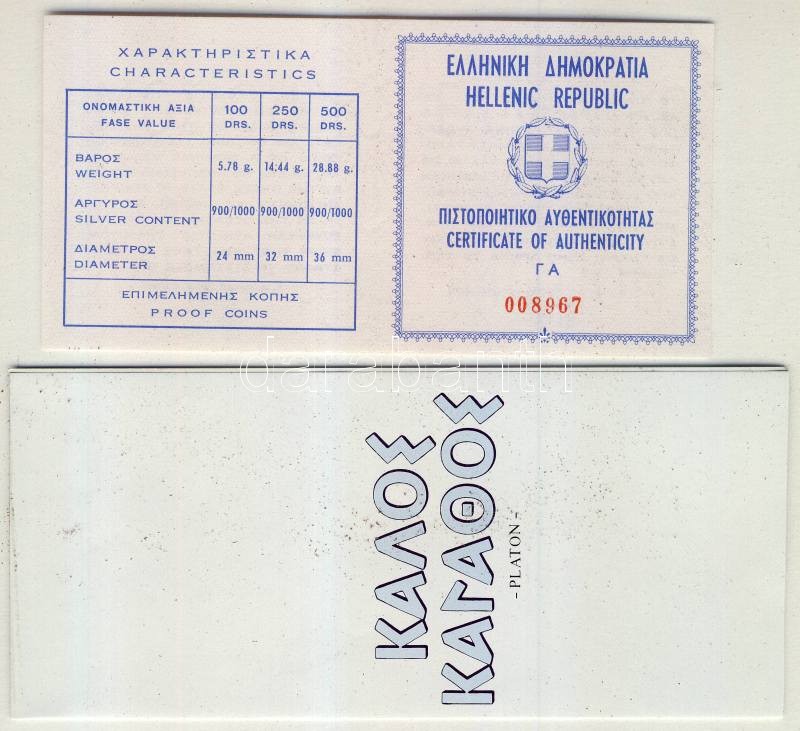 ΧΑΡΑΚΤΗΡΙΣΤΙΚΑ
CHARACTERISTICS
ΟΝΟΜΑΣΤΙΚΗ ΑΞΙΑ 100 250 500
FASE VALUE DRS. DRS. DRS.
ΒΑΡΟΣ
WEIGHT 5.78 g. 14:44 g. 28.88 g.
ΑΡΓΥΡΟΣ
SILVER CONTENT 900/1000 900/1000 900/1000
ΔΙΑΜΕΤΡΟΣ
DIAMETER 24 mm 32 mm 36 mm
ΕΠΙΜΕΛΗΜΕΝΗΣ ΚΟΠΗΣ
PROOF COINS
ΕΛΛΗΝΙΚΗ ΔΗΜΟΚΡΑΤΙΑ
HELLENIC REPUBLIC
ΠΙΣΤΟΠΟΙΗΤΙΚΟ ΑΥΘΕΝΤΙΚΟΤΗΤΑΣ
CERTIFICATE OF AUTHENTICITY
ΓΑ
008967
darabanth
ΚΑΛΟΣ
ΚΑΓΑΘΟΣ
-PLATON-